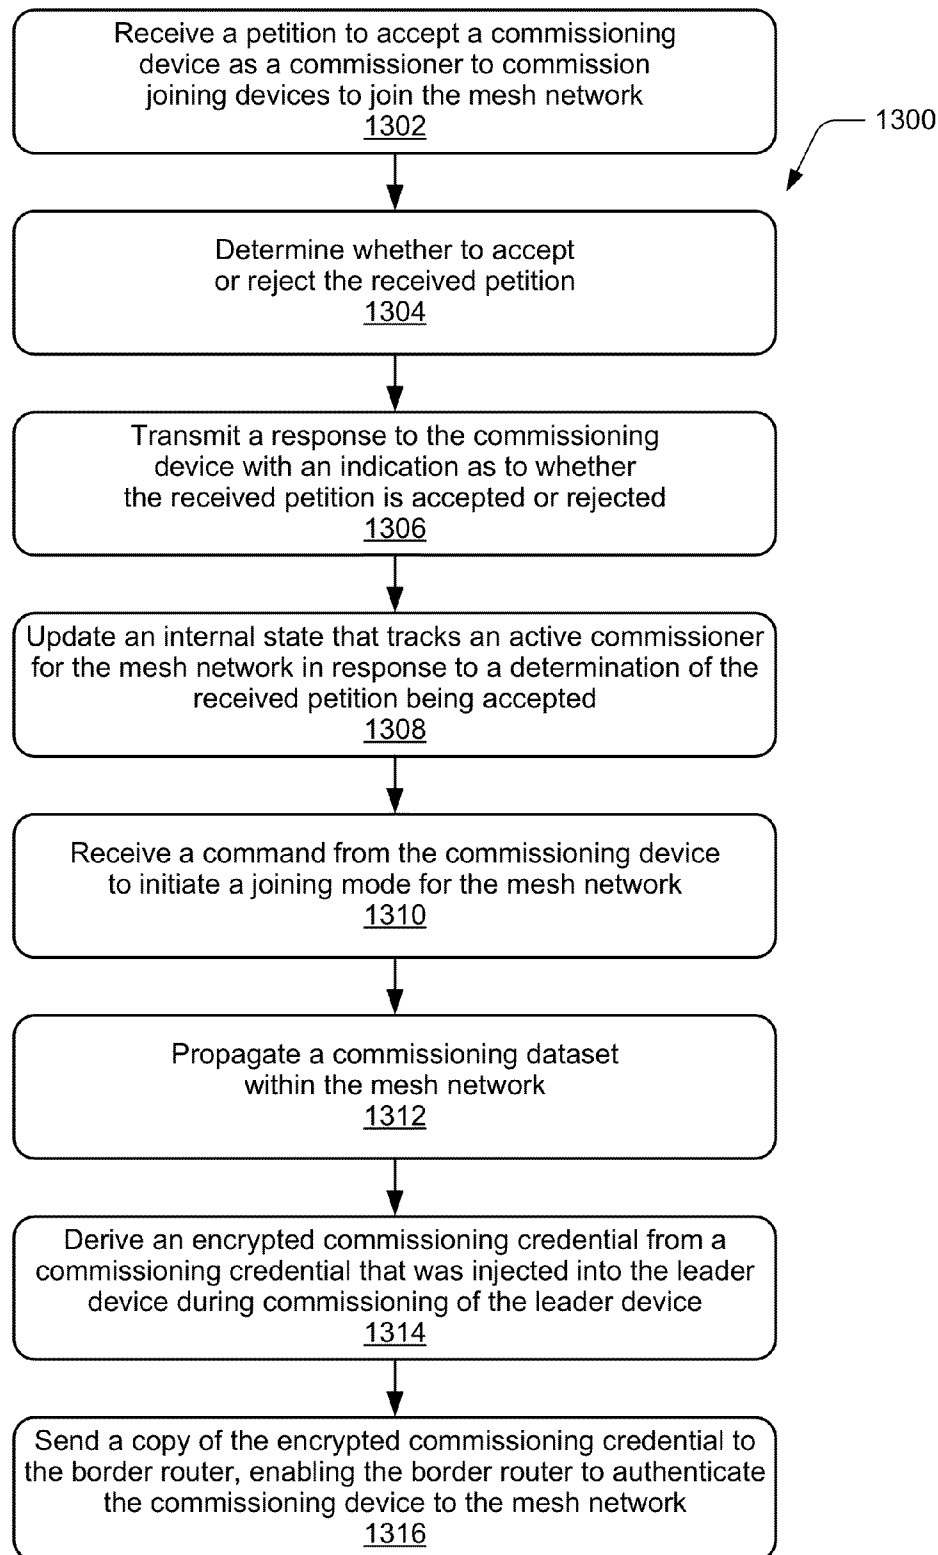 Receive a petition to accept a commissioning
device as a commissioner to commission
joining devices to join the mesh network
1302
1300
Determine whether to accept
or reject the received petition
1304
Transmit a response to the commissioning
device with an indication as to whether
the received petition is accepted or rejected
1306
Update an internal state that tracks an active commissioner
for the mesh network in response to a determination of the
received petition being accepted
1308
Receive a command from the commissioning device
to initiate a joining mode for the mesh network
1310
Propagate a commissioning dataset
within the mesh network
1312
Derive an encrypted commissioning credential from a
commissioning credential that was injected into the leader
device during commissioning of the leader device
1314
Send a copy of the encrypted commissioning credential to
the border router, enabling the border router to authenticate
the commissioning device to the mesh network
1316